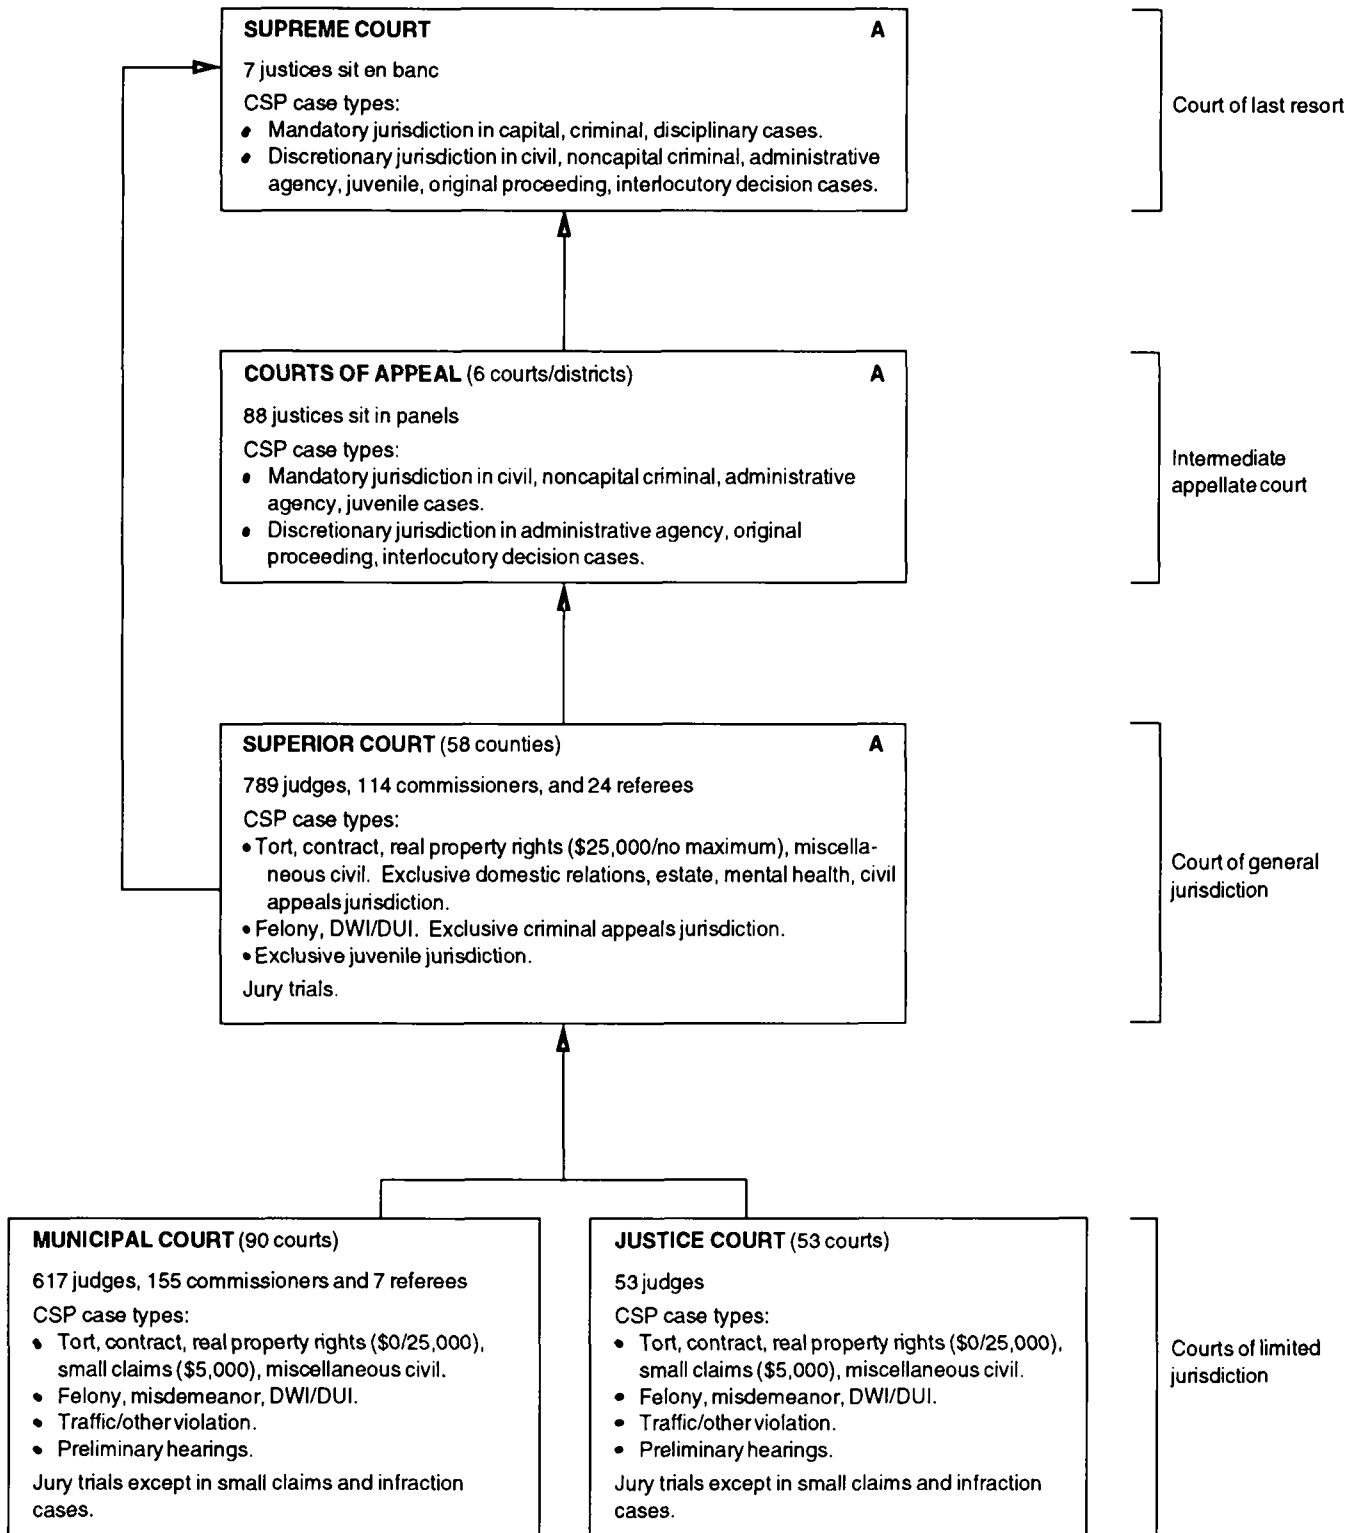 SUPREME COURT A
7 justices sit en banc
CSP case types:
• Mandatory jurisdiction in capital, criminal, disciplinary cases.
• Discretionary jurisdiction in civil, noncapital criminal, administrative
agency, juvenile, original proceeding, interlocutory decision cases.
Court of last resort
COURTS OF APPEAL (6 courts/districts) A
88 justices sit in panels
CSP case types:
• Mandatory jurisdiction in civil, noncapital criminal, administrative
agency, juvenile cases.
• Discretionary jurisdiction in administrative agency, original
proceeding, interlocutory decision cases.
Intermediate
appellate court
SUPERIOR COURT (58 counties) A
789 judges, 114 commissioners, and 24 referees
CSP case types:
• Tort, contract, real property rights ($25,000/no maximum), miscella-
neous civil. Exclusive domestic relations, estate, mental health, civil
appeals jurisdiction.
• Felony, DWI/DUI. Exclusive criminal appeals jurisdiction.
• Exclusive juvenile jurisdiction.
Jury trials.
Court of general
jurisdiction
MUNICIPAL COURT (90 courts)
617 judges, 155 commissioners and 7 referees
CSP case types:
• Tort, contract, real property rights ($0/25,000),
small claims ($5,000), miscellaneous civil.
• Felony, misdemeanor, DWI/DUI.
• Traffic/other violation.
• Preliminary hearings.
Jury trials except in small claims and infraction
cases.
JUSTICE COURT (53 courts)
53 judges
CSP case types:
• Tort, contract, real property rights ($0/25,000),
small claims ($5,000), miscellaneous civil.
• Felony, misdemeanor, DWI/DUI.
• Traffic/other violation.
• Preliminary hearings.
Jury trials except in small claims and infraction
cases.
Courts of limited
jurisdiction